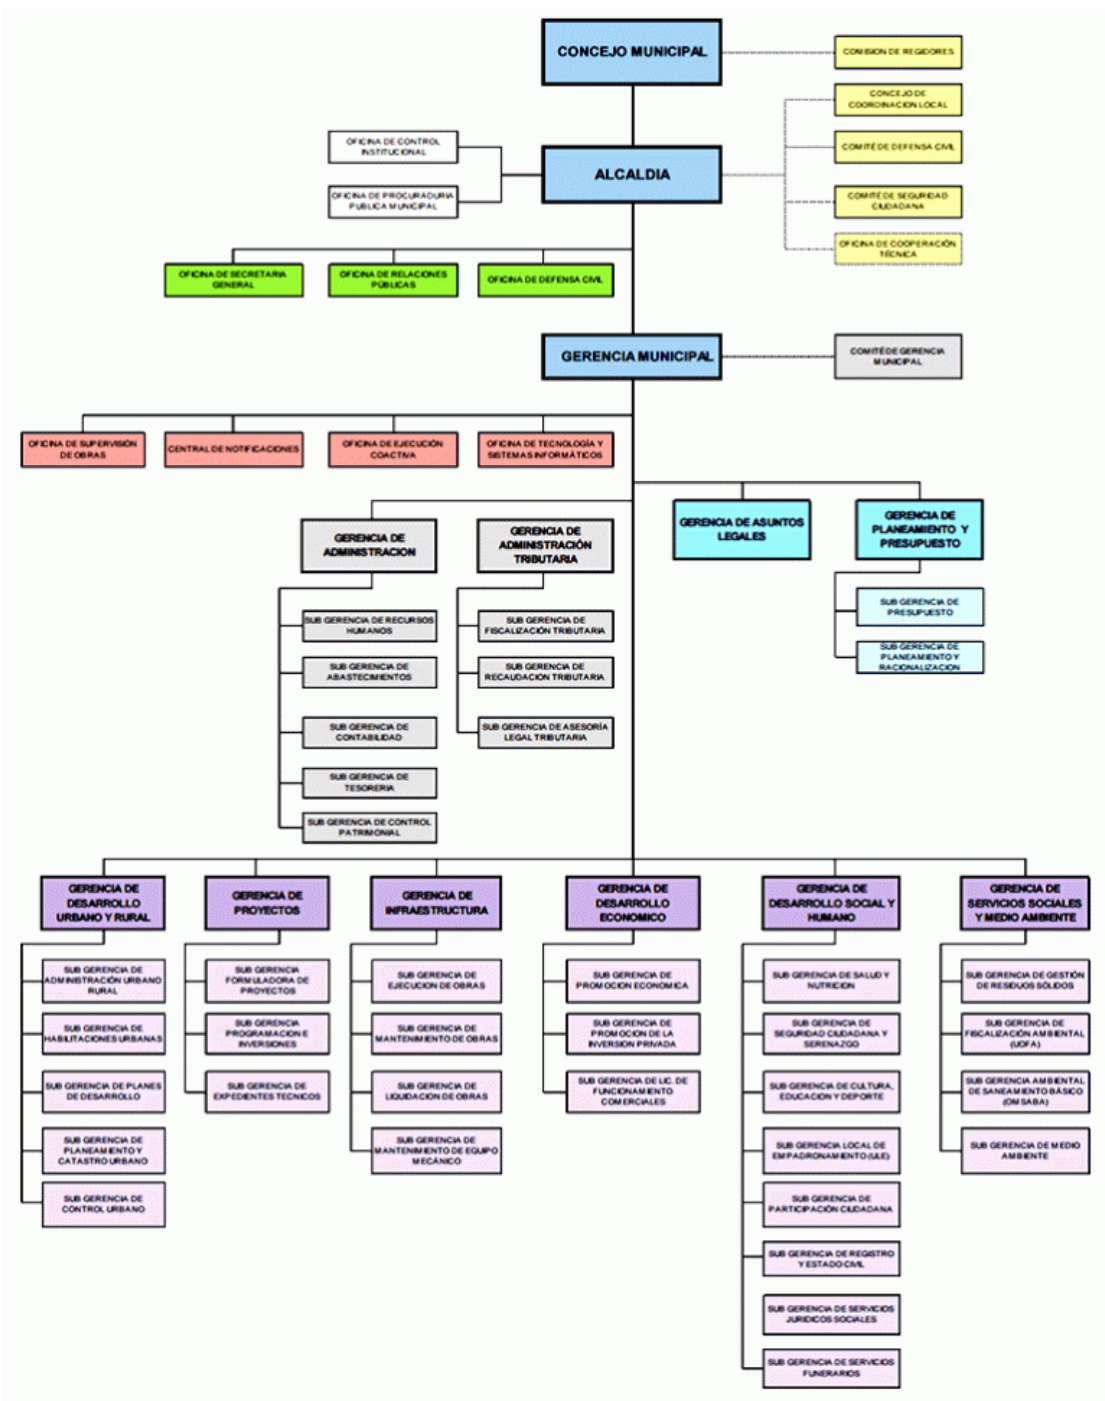 CONCEJO MUNICIPAL
COMISION DE REGIDORES
CONCEJO DE
COORDINACION LOCAL
OFICINA DE CONTROL
INSTITUCIONAL
COMITÉ DE DEFENSA CIVIL
ALCALDIA
OFICINA DE PROCURADURIA
PUBLICA MUNICIPAL
COMITÉ DE SEGURIDAD
CIUDADANA
OFICINA DE COOPERACIÓN
TÉCNICA
OFICINA DE SECRETARIA
GENERAL
OFICINA DE RELACIONES
PÚBLICAS
OFICINA DE DEFENSA CIVIL
GERENCIA MUNICIPAL
COMITÉ DE GERENCIA
MUNICIPAL
OFICINA DE SUPERVISIÓN
DE OBRAS
CENTRAL DE NOTIFICACIONES
OFICINA DE EJECUCIÓN
COACTIVA
OFICINA DE TECNOLOGÍA Y
SISTEMAS INFORMÁTICOS
GERENCIA DE
ADMINISTRACION
GERENCIA DE
ADMINISTRACIÓN
TRIBUTARIA
GERENCIA DE ASUNTOS
LEGALES
GERENCIA DE
PLANEAMIENTO Y
PRESUPUESTO
SUB GERENCIA DE RECURSOS
HUMANOS
SUB GERENCIA DE
ABASTECIMIENTOS
SUB GERENCIA DE
CONTABILIDAD
SUB GERENCIA DE
TESORERIA
SUB GERENCIA DE CONTROL
PATRIMONIAL
SUB GERENCIA DE
FISCALIZACIÓN TRIBUTARIA
SUB GERENCIA DE
RECAUDACION TRIBUTARIA
SUB GERENCIA DE ASESORÍA
LEGAL TRIBUTARIA
SUB GERENCIA DE
PRESUPUESTO
SUB GERENCIA DE
PLANEAMIENTO Y
RACIONALIZACION
GERENCIA DE
DESARROLLO
URBANO Y RURAL
SUB GERENCIA DE
ADMINISTRACIÓN URBANO
RURAL
SUB GERENCIA DE
HABILITACIONES URBANAS
SUB GERENCIA DE PLANES
DE DESARROLLO
SUB GERENCIA DE
PLANEAMIENTO Y
CATASTRO URBANO
SUB GERENCIA DE
CONTROL URBANO
GERENCIA DE
PROYECTOS
SUB GERENCIA
FORMULADORA DE
PROYECTOS
SUB GERENCIA
PROGRAMACION E
INVERSIONES
SUB GERENCIA DE
EXPEDIENTES TECNICOS
GERENCIA DE
INFRAESTRUCTURA
SUB GERENCIA DE
EJECUCION DE OBRAS
SUB GERENCIA DE
MANTENIMIENTO DE OBRAS
SUB GERENCIA DE
LIQUIDACION DE OBRAS
SUB GERENCIA DE
MANTENIMIENTO DE EQUIPO
MECÁNICO
GERENCIA DE
DESARROLLO
ECONOMICO
SUB GERENCIA DE
PROMOCION ECONOMICA
SUB GERENCIA DE
PROMOCION DE LA
INVERSION PRIVADA
SUB GERENCIA DE LIC. DE
FUNCIONAMIENTO
COMERCIALES
GERENCIA DE
DESARROLLO SOCIAL Y
HUMANO
SUB GERENCIA DE SALUD Y
NUTRICION
SUB GERENCIA DE
SEGURIDAD CIUDADANA Y
SERENAZGO
SUB GERENCIA DE CULTURA,
EDUCACION Y DEPORTE
SUB GERENCIA LOCAL DE
EMPADRONAMIENTO (ULE)
SUB GERENCIA DE
PARTICIPACIÓN CIUDADANA
SUB GERENCIA DE REGISTRO
Y ESTADO CIVIL
SUB GERENCIA DE SERVICIOS
JURIDICOS SOCIALES
SUB GERENCIA DE SERVICIOS
FUNERARIOS
GERENCIA DE
SERVICIOS SOCIALES
Y MEDIO AMBIENTE
SUB GERENCIA DE GESTIÓN
DE RESIDUOS SÓLIDOS
SUB GERENCIA DE
FISCALIZACIÓN AMBIENTAL
(UOFA)
SUB GERENCIA AMBIENTAL
DE SANEAMIENTO BÁSICO
(OMSABA)
SUB GERENCIA DE MEDIO
AMBIENTE